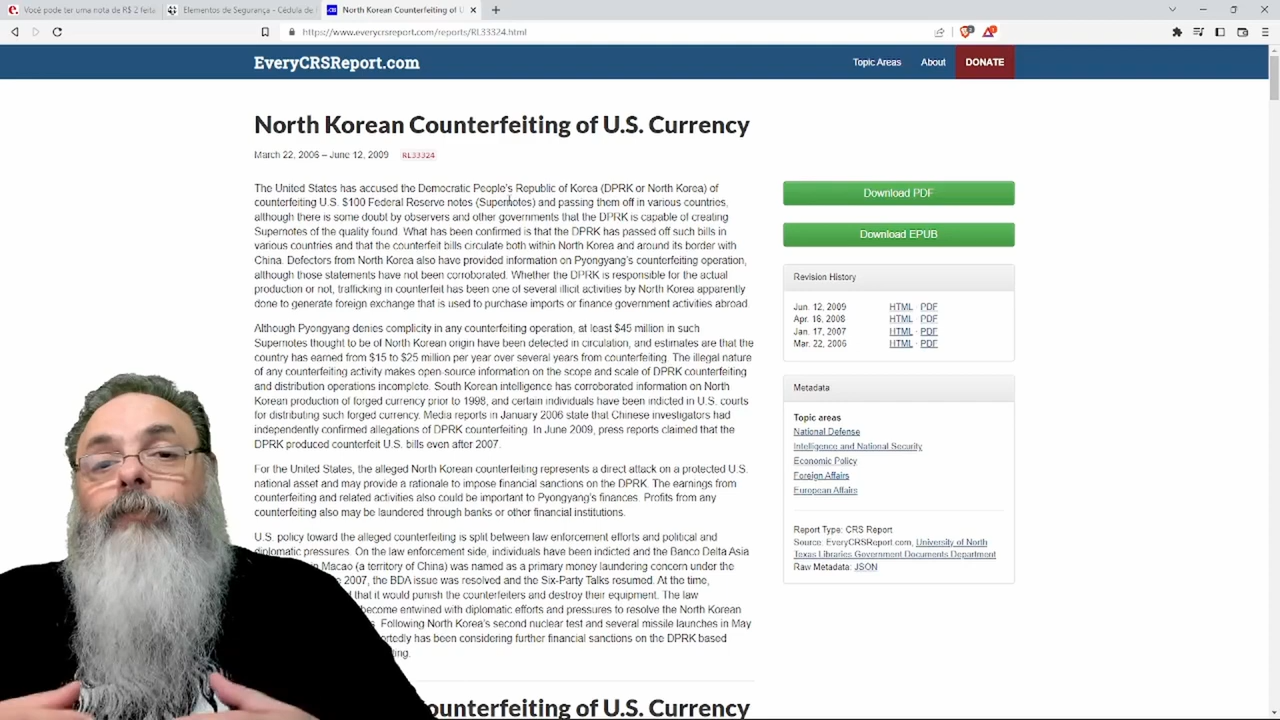 Você pode ter uma nota de R$ 2 feita
Elementos de Segurança - Cédula de
North Korean Counterfeiting of U.
https://www.everycrsreport.com/reports/RL33324.html
EveryCRSReport.com
Topic Areas
About
DONATE
North Korean Counterfeiting of U.S. Currency
March 22, 2006 – June 12, 2009 RL33324
The United States has accused the Democratic People's Republic of Korea (DPRK or North Korea) of
counterfeiting U.S. $100 Federal Reserve notes (Supernotes) and passing them off in various countries,
although there is some doubt by observers and other governments that the DPRK is capable of creating
Supernotes of the quality found. What has been confirmed is that the DPRK has passed off such bills in
various countries and that the counterfeit bills circulate both within North Korea and around its border with
China. Defectors from North Korea also have provided information on Pyongyang's counterfeiting operation,
although those statements have not been corroborated. Whether the DPRK is responsible for the actual
production or not, trafficking in counterfeit has been one of several illicit activities by North Korea apparently
done to generate foreign exchange that is used to purchase imports or finance government activities abroad.
Although Pyongyang denies complicity in any counterfeiting operation, at least $45 million in such
Supernotes thought to be of North Korean origin have been detected in circulation, and estimates are that the
country has earned from $15 to $25 million per year over several years from counterfeiting. The illegal nature
of any counterfeiting activity makes open-source information on the scope and scale of DPRK counterfeiting
and distribution operations incomplete. South Korean intelligence has corroborated information on North
Korean production of forged currency prior to 1998, and certain individuals have been indicted in U.S. courts
for distributing such forged currency. Media reports in January 2006 state that Chinese investigators had
independently confirmed allegations of DPRK counterfeiting. In June 2009, press reports claimed that the
DPRK produced counterfeit U.S. bills even after 2007.
For the United States, the alleged North Korean counterfeiting represents a direct attack on a protected U.S.
national asset and may provide a rationale to impose financial sanctions on the DPRK. The earnings from
counterfeiting and related activities also could be important to Pyongyang's finances. Profits from any
counterfeiting also may be laundered through banks or other financial institutions.
U.S. policy toward the alleged counterfeiting is split between law enforcement efforts and political and
diplomatic pressures. On the law enforcement side, individuals have been indicted and the Banco Delta Asia
in Macao (a territory of China) was named as a primary money laundering concern under the
2007, the BDA issue was resolved and the Six-Party Talks resumed. At the time,
that it would punish the counterfeiters and destroy their equipment. The law
become entwined with diplomatic efforts and pressures to resolve the North Korean
Following North Korea's second nuclear test and several missile launches in May
has been considering further financial sanctions on the DPRK based
Counterfeiting of U.S. Currency
Download PDF
Download EPUB
Revision History
Jun. 12, 2009 HTML · PDF
Apr. 16, 2008 HTML · PDF
Jan. 17, 2007 HTML · PDF
Mar. 22, 2006 HTML · PDF
Metadata
Topic areas
National Defense
Intelligence and National Security
Economic Policy
Foreign Affairs
European Affairs
Report Type: CRS Report
Source: EveryCRSReport.com, University of North
Texas Libraries Government Documents Department
Raw Metadata: JSON